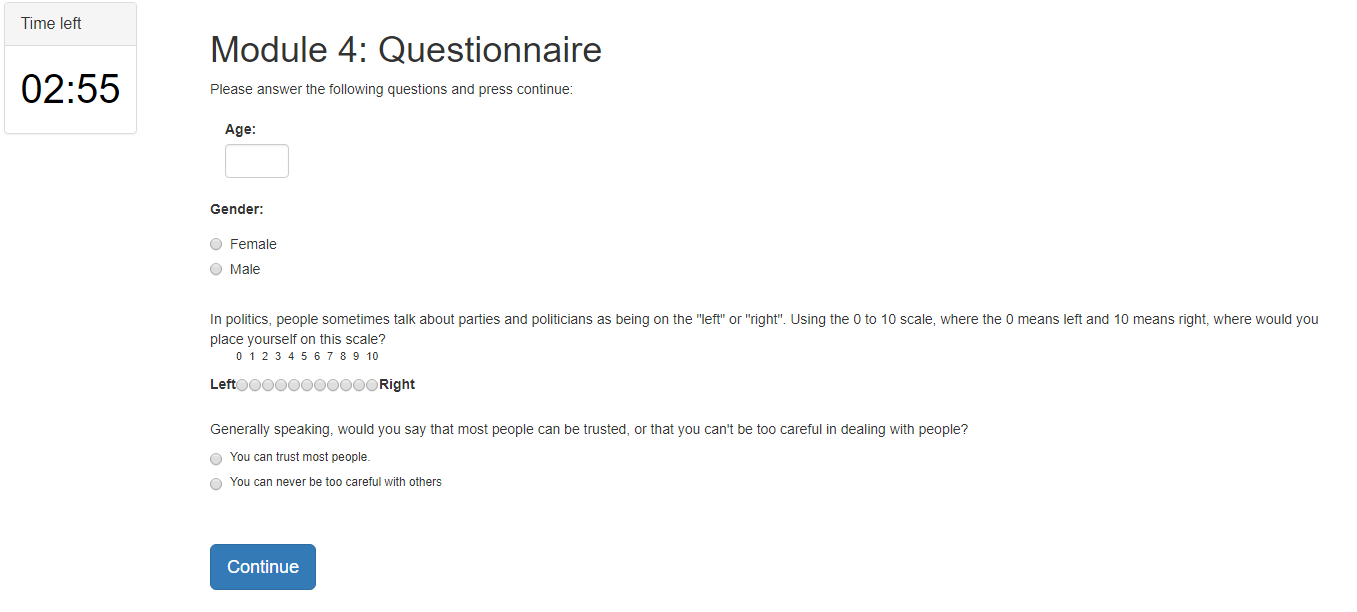 Time left
02:55
Module 4: Questionnaire
Please answer the following questions and press continue:
Age:
Gender:
Female
Male
In politics, people sometimes talk about parties and politicians as being on the "left" or "right". Using the 0 to 10 scale, where the 0 means left and 10 means right, where would you
place yourself on this scale?
0 1 2 3 4 5 6 7 8 9 10
Left Right
Generally speaking, would you say that most people can be trusted, or that you can't be too careful in dealing with people?
You can trust most people.
You can never be too careful with others
Continue